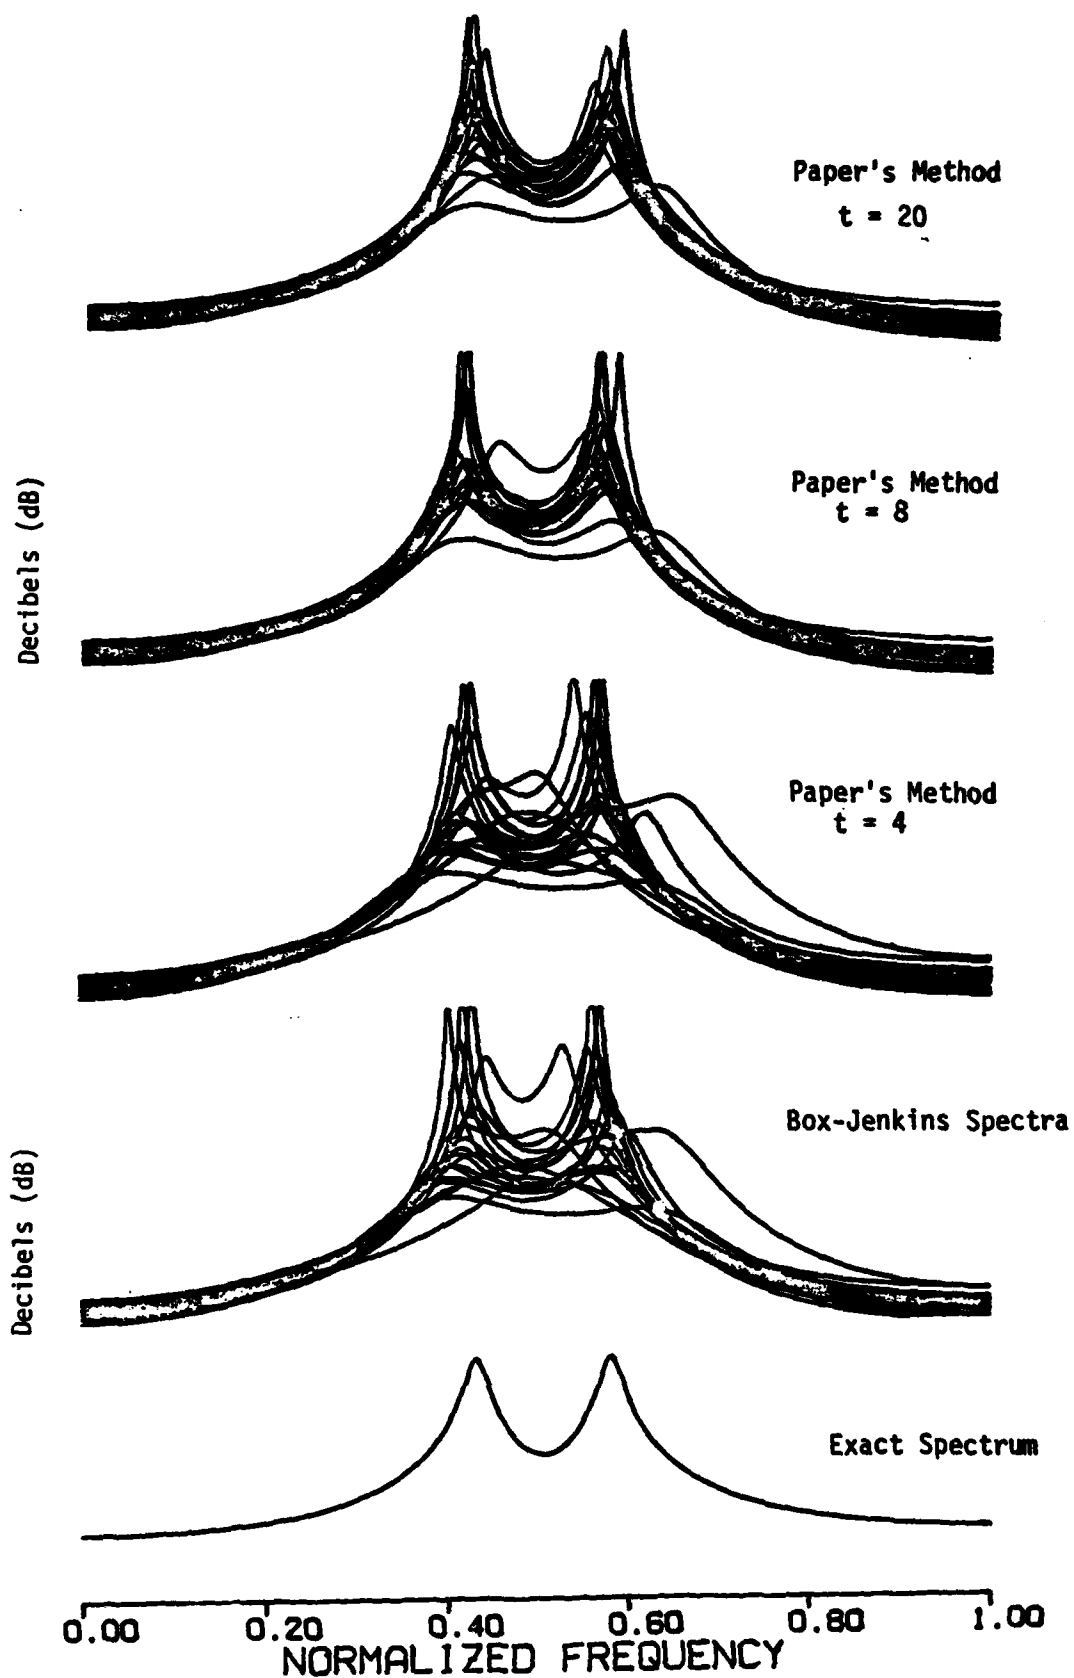 Paper's Method
t = 20
Decibels (dB)
Paper's Method
t = 8
Paper's Method
t = 4
Box-Jenkins Spectra
Decibels (dB)
Exact Spectrum
0.00 0.20 0.40 0.60 0.80 1.00
NORMALIZED FREQUENCY